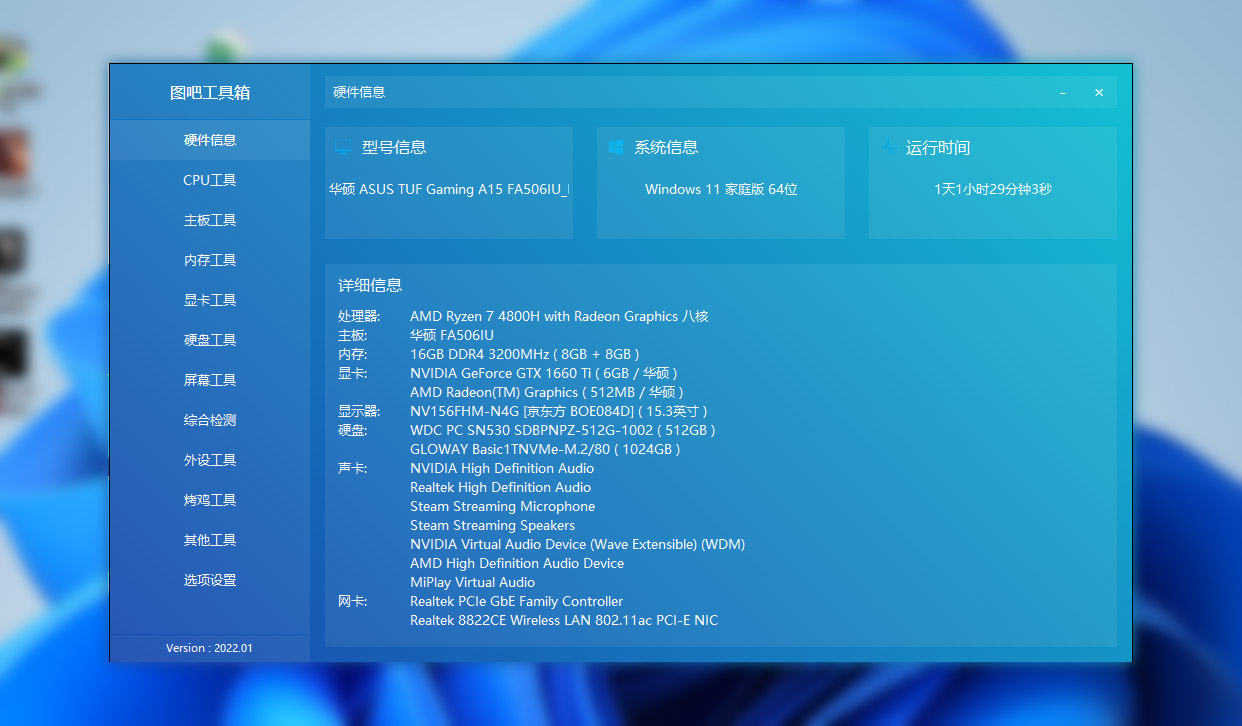 图吧工具箱
硬件信息
CPU工具
主板工具
内存工具
显卡工具
硬盘工具
屏幕工具
综合检测
外设工具
烤鸡工具
其他工具
选项设置
Version : 2022.01
硬件信息
型号信息
华硕 ASUS TUF Gaming A15 FA506IU_
系统信息
Windows 11 家庭版 64位
运行时间
1天1小时29分钟3秒
详细信息
处理器: AMD Ryzen 7 4800H with Radeon Graphics 八核
主板: 华硕 FA506IU
内存: 16GB DDR4 3200MHz ( 8GB + 8GB )
显卡: NVIDIA GeForce GTX 1660 Ti ( 6GB / 华硕 )
AMD Radeon(TM) Graphics ( 512MB / 华硕 )
显示器: NV156FHM-N4G [京东方 BOE084D] ( 15.3英寸 )
硬盘: WDC PC SN530 SDBPNPZ-512G-1002 ( 512GB )
GLOWAY Basic1TNVMe-M.2/80 ( 1024GB )
声卡: NVIDIA High Definition Audio
Realtek High Definition Audio
Steam Streaming Microphone
Steam Streaming Speakers
NVIDIA Virtual Audio Device (Wave Extensible) (WDM)
AMD High Definition Audio Device
MiPlay Virtual Audio
网卡: Realtek PCIe GbE Family Controller
Realtek 8822CE Wireless LAN 802.11ac PCI-E NIC